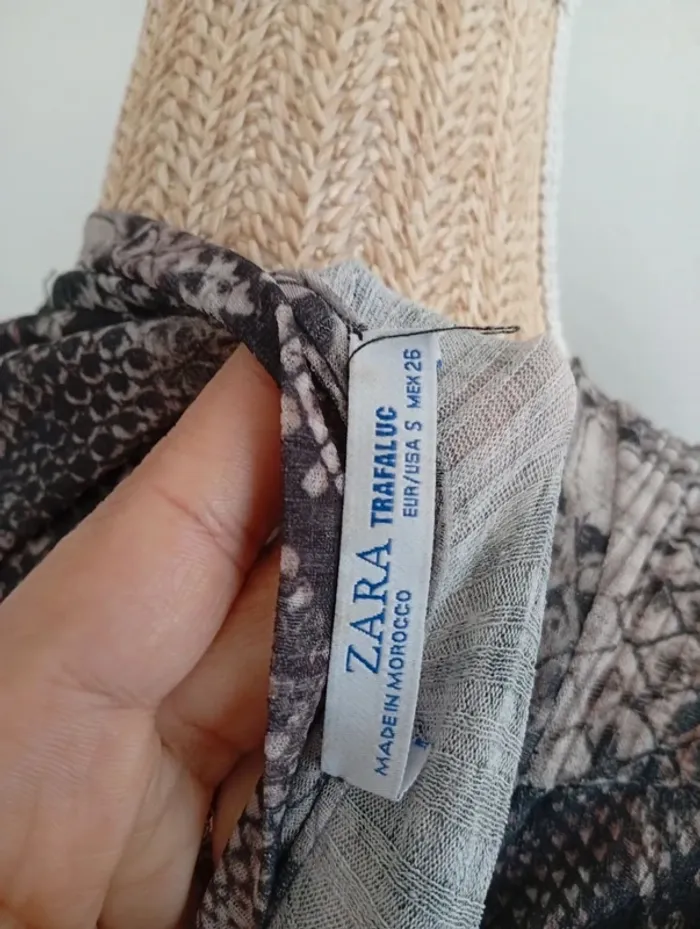 ZARA TRAFALUC
MADE IN MOROCCO EUR/USA S MEX 26